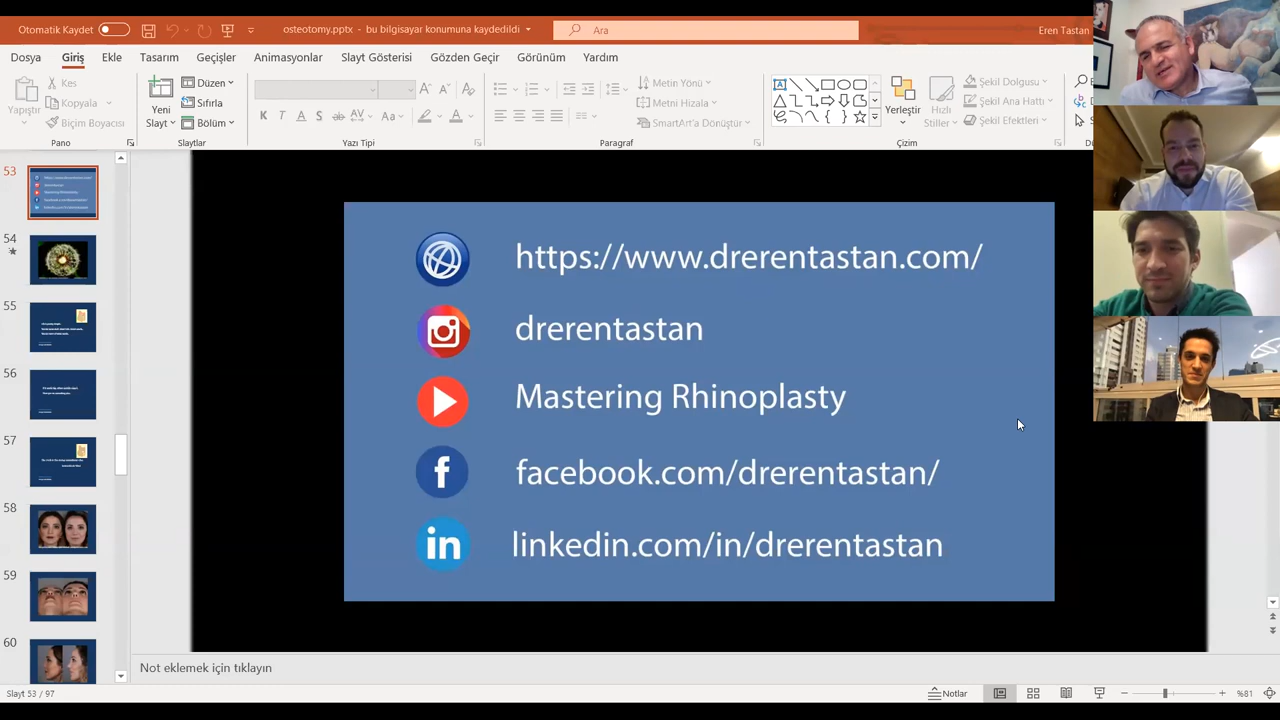 Otomatik Kaydet
osteotomy.pptx - bu bilgisayar konumuna kaydedildi
Ara
Eren Tastan
Dosya Giriş Ekle Tasarım Geçişler Animasyonlar Slayt Gösterisi Gözden Geçir Görünüm Yardım
Yapıştır
Kes
Kopyala
Biçim Boyacısı
Pano
Yeni
Slayt
Düzen
Sıfırla
Bölüm
Slaytlar
K
S
ab
AV
Aa
A
Yazı Tipi
Metin Yönü
Metni Hizala
SmartArt'a Dönüştür
Paragraf
Yerleştir
Hızlı
Stiller
Şekil Dolgusu
Şekil Ana Hattı
Şekil Efektleri
Çizim
53
54
55
56
57
58
59
60
https://www.drerentastan.com/
drerentastan
Mastering Rhinoplasty
facebook.com/drerentastan/
in
linkedin.com/in/drerentastan
Not eklemek için tıklayın
Slayt 53 / 97
Notlar
%81